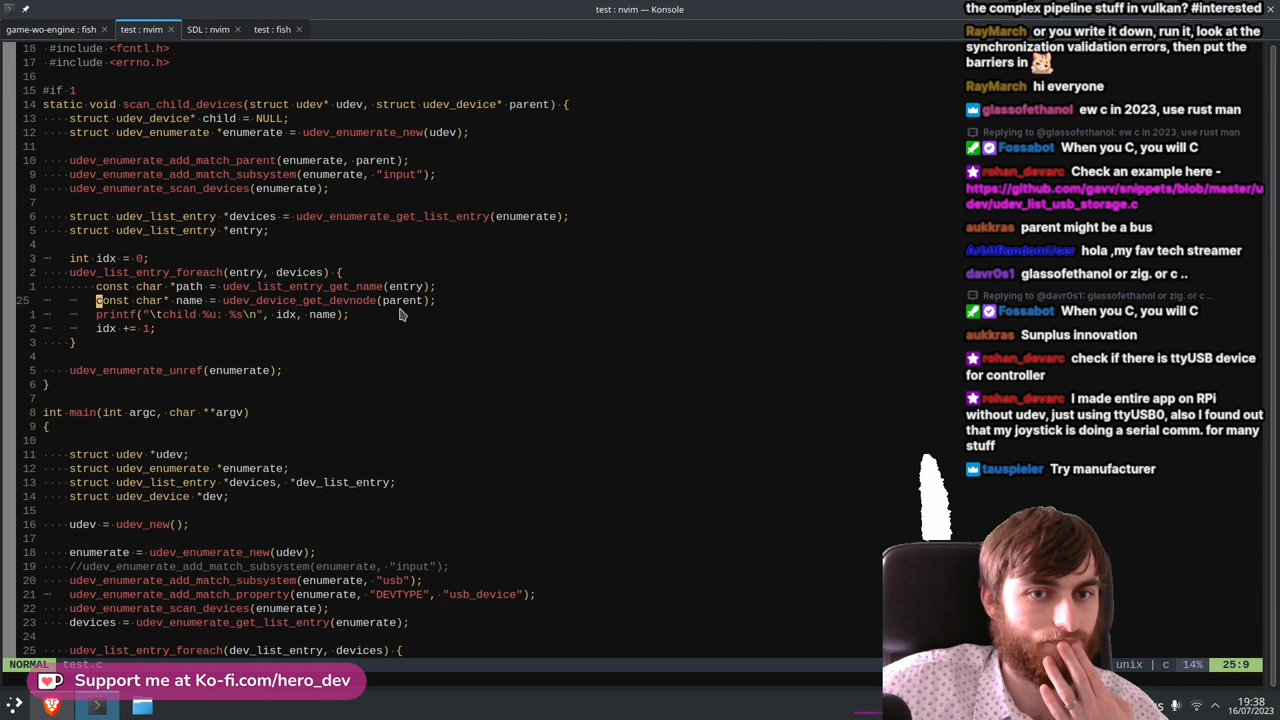 test : nvim — Konsole
game-wo-engine : fish
test : nvim
SDL : nvim
test : fish
18 #include <fcntl.h>
17 #include <errno.h>
16
15 #if 1
14 static void scan_child_devices(struct udev* udev, struct udev_device* parent) {
13 struct udev_device* child = NULL;
12 struct udev_enumerate *enumerate = udev_enumerate_new(udev);
11
10 udev_enumerate_add_match_parent(enumerate, parent);
9 udev_enumerate_add_match_subsystem(enumerate, "input");
8 udev_enumerate_scan_devices(enumerate);
7
6 struct udev_list_entry *devices = udev_enumerate_get_list_entry(enumerate);
5 struct udev_list_entry *entry;
4
3 int idx = 0;
2 udev_list_entry_foreach(entry, devices) {
1 const char *path = udev_list_entry_get_name(entry);
25 const char* name = udev_device_get_devnode(parent);
1 printf("\tchild %u: %s\n", idx, name);
2 idx += 1;
3 }
4
5 udev_enumerate_unref(enumerate);
6 }
7
8 int main(int argc, char **argv)
9 {
10
11 struct udev *udev;
12 struct udev_enumerate *enumerate;
13 struct udev_list_entry *devices, *dev_list_entry;
14 struct udev_device *dev;
15
16 udev = udev_new();
17
18 enumerate = udev_enumerate_new(udev);
19 //udev_enumerate_add_match_subsystem(enumerate, "input");
20 udev_enumerate_add_match_subsystem(enumerate, "usb");
21 udev_enumerate_add_match_property(enumerate, "DEVTYPE", "usb_device");
22 udev_enumerate_scan_devices(enumerate);
23 devices = udev_enumerate_get_list_entry(enumerate);
24
25 udev_list_entry_foreach(dev_list_entry, devices) {
NORMAL test.c
unix | c 14% 25:9
Support me at Ko-fi.com/hero_dev
19:38
16/07/2023
the complex pipeline stuff in vulkan? #interested
RayMarch or you write it down, run it, look at the
synchronization validation errors, then put the
barriers in
RayMarch hi everyone
glassofethanol ew c in 2023, use rust man
Replying to @glassofethanol: ew c in 2023, use rust man
Fossabot When you C, you will C
rohan_devarc Check an example here -
https://github.com/gavv/snippets/blob/master/u
dev/udev_list_usb_storage.c
aukkras parent might be a bus
ArbitRandomUser hola ,my fav tech streamer
davr0s1 glassofethanol or zig. or c ..
Replying to @davr0s1: glassofethanol or zig. or c ..
Fossabot When you C, you will C
aukkras Sunplus innovation
rohan_devarc check if there is ttyUSB device
for controller
rohan_devarc I made entire app on RPi
without udev, just using ttyUSB0, also I found out
that my joystick is doing a serial comm. for many
stuff
tauspieler Try manufacturer